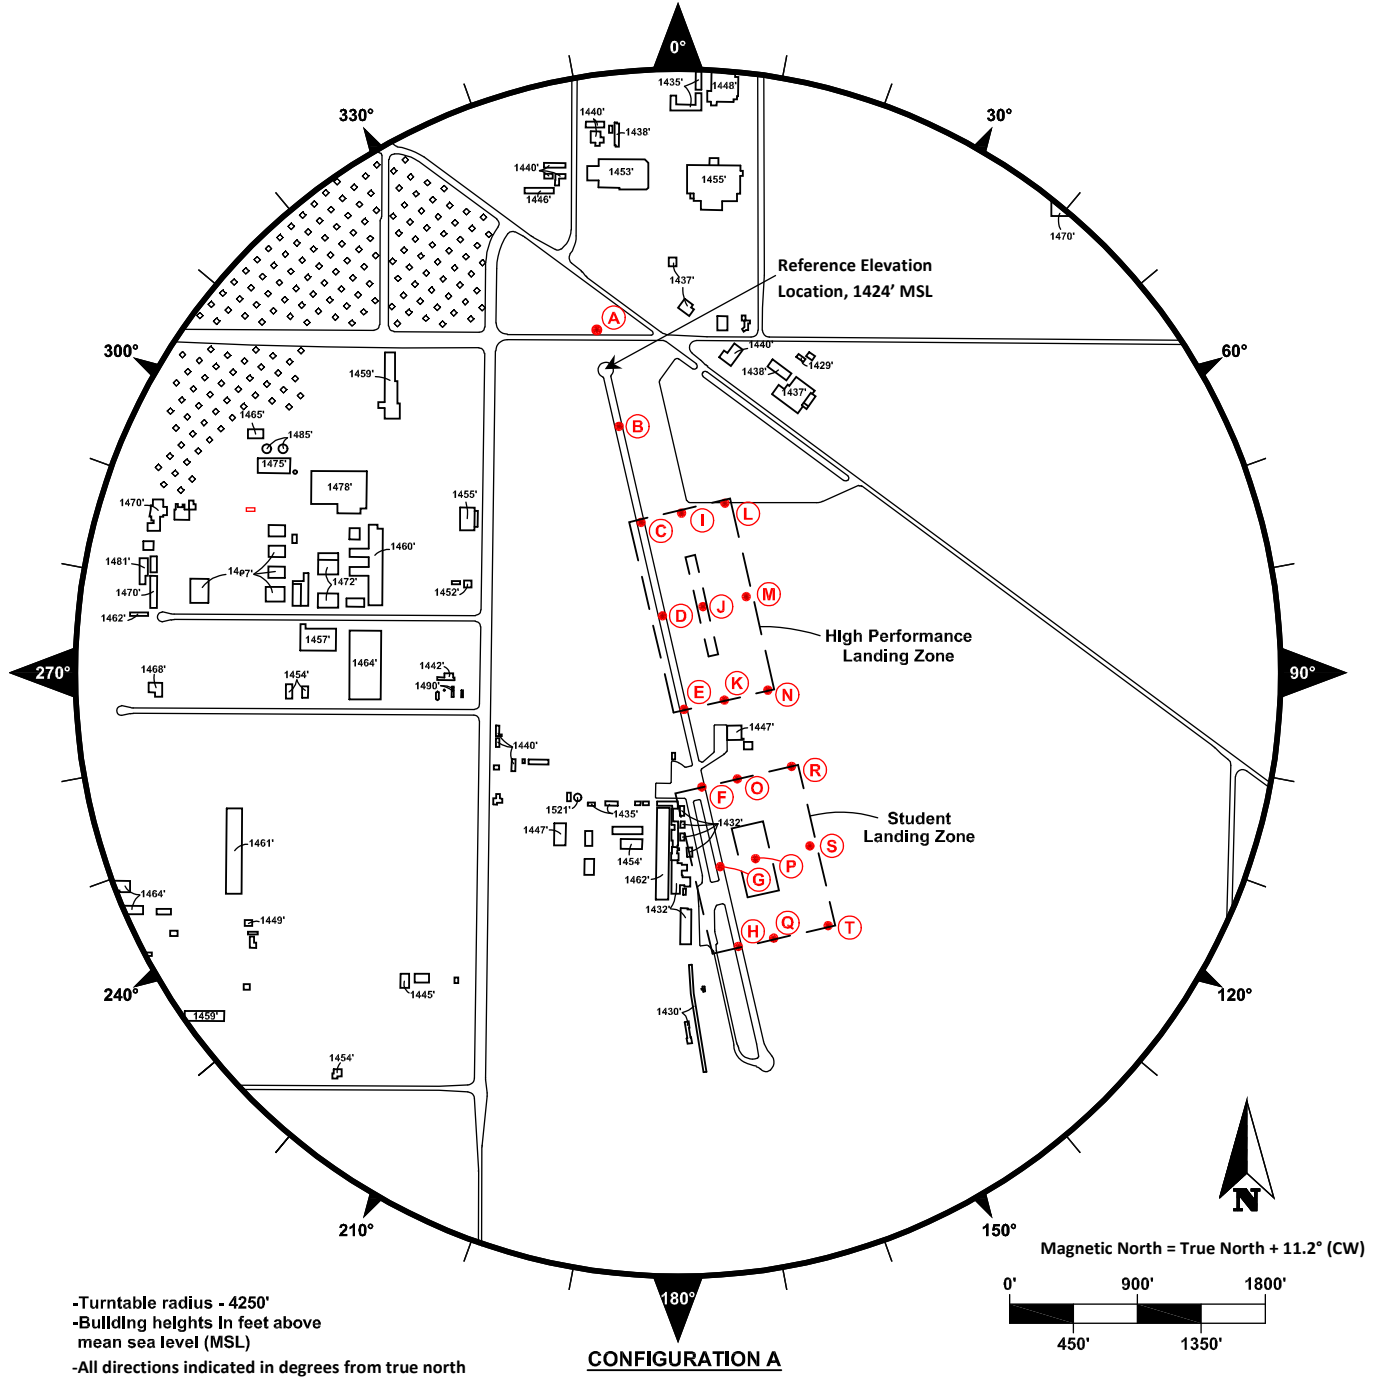 0°
1435'
1448'
330°
30°
1440'
1438'
1440'
1453'
1455'
1446'
1470'
1437'
Reference Elevation
Location, 1424' MSL
A
300°
60°
1459'
1440'
1438'
1429'
1437'
1465'
B
1485'
1475'
1478'
1470'
1455'
C
I
L
1481'
1460'
1470'
1472'
1452'
1462'
D
J
M
1457'
HIgh Performance
Landing Zone
1464'
270°
1468'
1454'
1442'
1490'
E
K
N
90°
1447'
1440'
F
O
R
1521'
1435'
1432'
Student
Landing Zone
1447'
1461'
1454'
S
P
G
1462'
1464'
1432'
1449'
H
Q
T
240°
1445'
120°
1459'
1430'
1454'
N
210°
150°
Magnetic North = True North + 11.2° (CW)
0' 900' 1800'
450' 1350'
180°
-Turntable radius - 4250'
-Building heights in feet above
mean sea level (MSL)
-All directions indicated in degrees from true north
CONFIGURATION A